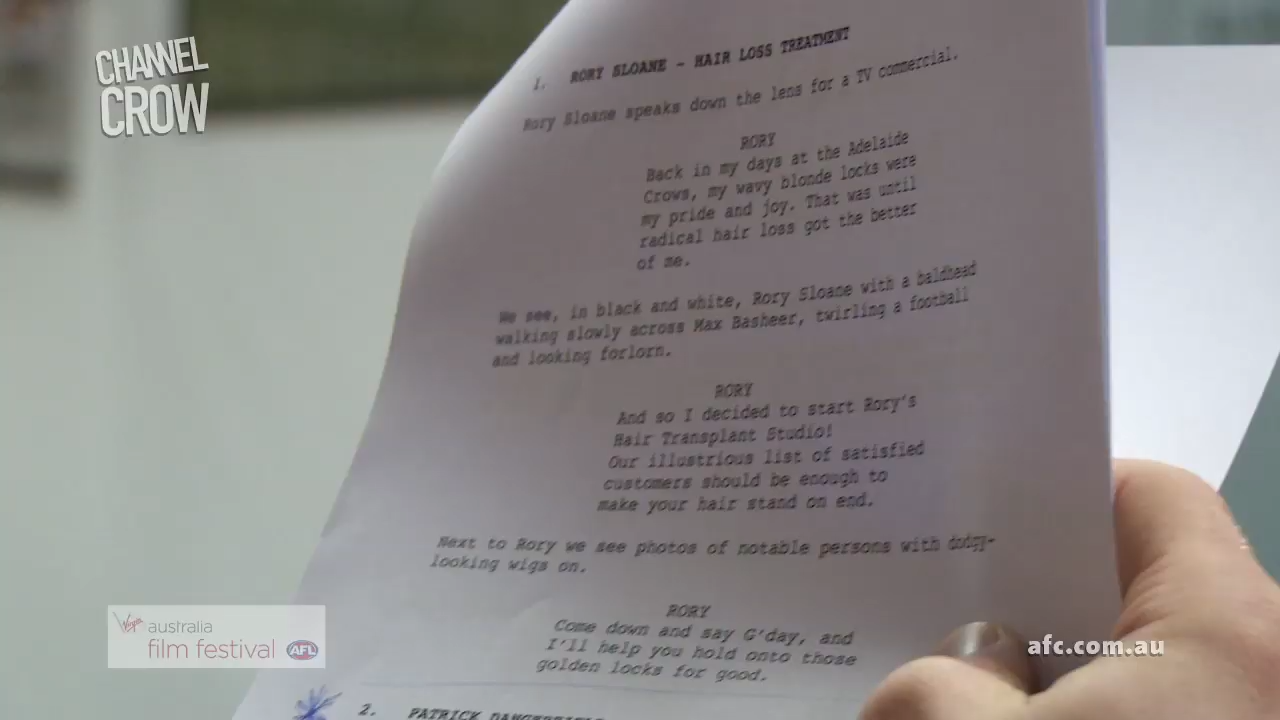 CHANNEL
CROW
1. RORY SLOANE - HAIR LOSS TREATMENT
Rory Sloane speaks down the lens for a TV commercial.
RORY
Back in my days at the Adelaide
Crows, my wavy blonde locks were
my pride and joy. That was until
radical hair loss got the better
of me.
We see, in black and white, Rory Sloane with a baldhead
walking slowly across Max Basheer, twirling a football
and looking forlorn.
RORY
And so I decided to start Rory's
Hair Transplant Studio!
Our illustrious list of satisfied
customers should be enough to
make your hair stand on end.
Next to Rory we see photos of notable persons with dodgy-
looking wigs on.
RORY
Come down and say G'day, and
I'll help you hold onto those
golden locks for good.
2. PATRICK
Virgin australia
film festival AFL
afc.com.au